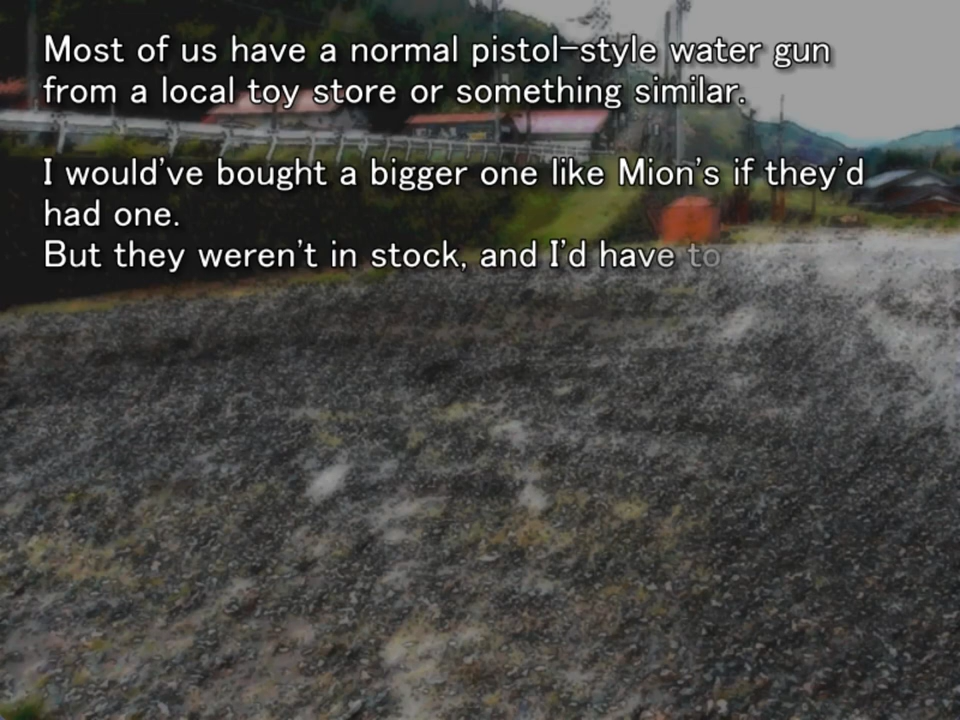 Most of us have a normal pistol-style water gun
from a local toy store or something similar.
I would've bought a bigger one like Mion's if they'd
had one.
But they weren't in stock, and I'd have to